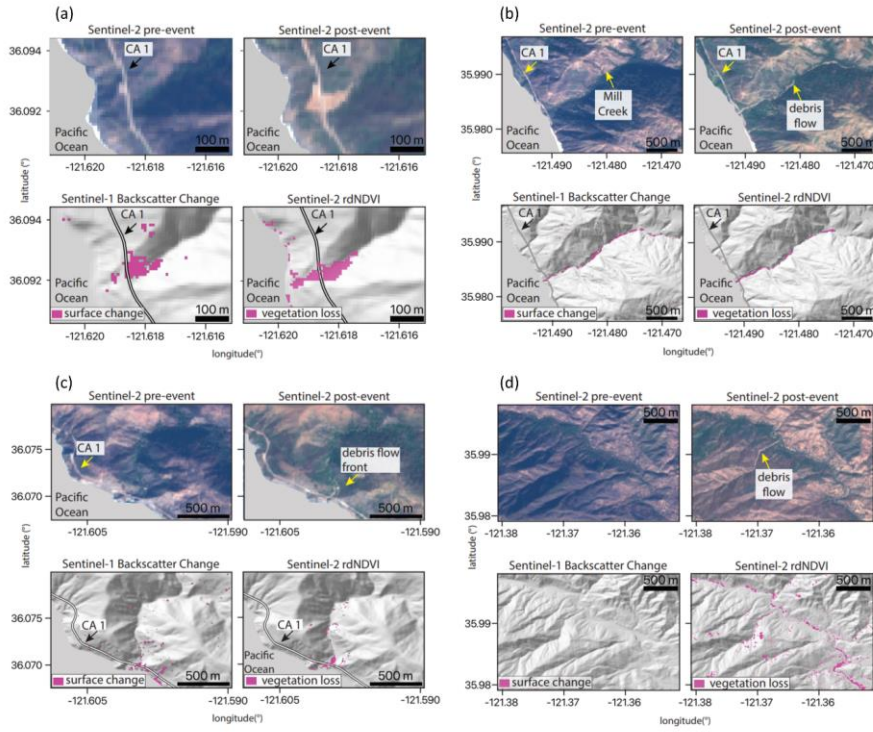 (a)
Sentinel-2 pre-event
Sentinel-2 post-event
36.094
36.092
CA 1
CA 1
Pacific
Ocean
100 m
100 m
-121.620
-121.618
-121.616
-121.620
-121.618
-121.616
latitude (°)
Sentinel-1 Backscatter Change
Sentinel-2 rdNDVI
36.094
36.092
CA 1
CA 1
Pacific
Ocean
Pacific
Ocean
surface change
100 m
vegetation loss
100 m
-121.620
-121.618
-121.616
-121.620
-121.618
-121.616
longitude(°)
(b)
Sentinel-2 pre-event
Sentinel-2 post-event
35.990
35.980
CA 1
CA 1
Mill
Creek
debris
flow
Pacific
Ocean
500 m
Pacific
Ocean
500 m
-121.490
-121.480
-121.470
-121.490
-121.480
-121.470
latitude (°)
Sentinel-1 Backscatter Change
Sentinel-2 rdNDVI
35.990
35.980
CA 1
CA 1
Pacific
Ocean
Pacific
Ocean
surface change
500 m
vegetation loss
500 m
-121.490
-121.480
-121.470
-121.490
-121.480
-121.470
longitude(°)
(c)
Sentinel-2 pre-event
Sentinel-2 post-event
36.075
36.070
CA 1
debris flow
front
Pacific
Ocean
500 m
500 m
-121.605
-121.590
-121.605
-121.590
latitude (°)
Sentinel-1 Backscatter Change
Sentinel-2 rdNDVI
36.075
36.070
CA 1
CA 1
Pacific
Ocean
surface change
500 m
vegetation loss
500 m
-121.605
-121.590
-121.605
-121.590
longitude(°)
(d)
Sentinel-2 pre-event
Sentinel-2 post-event
500 m
500 m
35.99
35.98
debris
flow
-121.38
-121.37
-121.36
-121.38
-121.37
-121.36
latitude (°)
Sentinel-1 Backscatter Change
Sentinel-2 rdNDVI
500 m
500 m
35.99
35.98
surface change
vegetation loss
-121.38
-121.37
-121.36
-121.38
-121.37
-121.36
longitude(°)